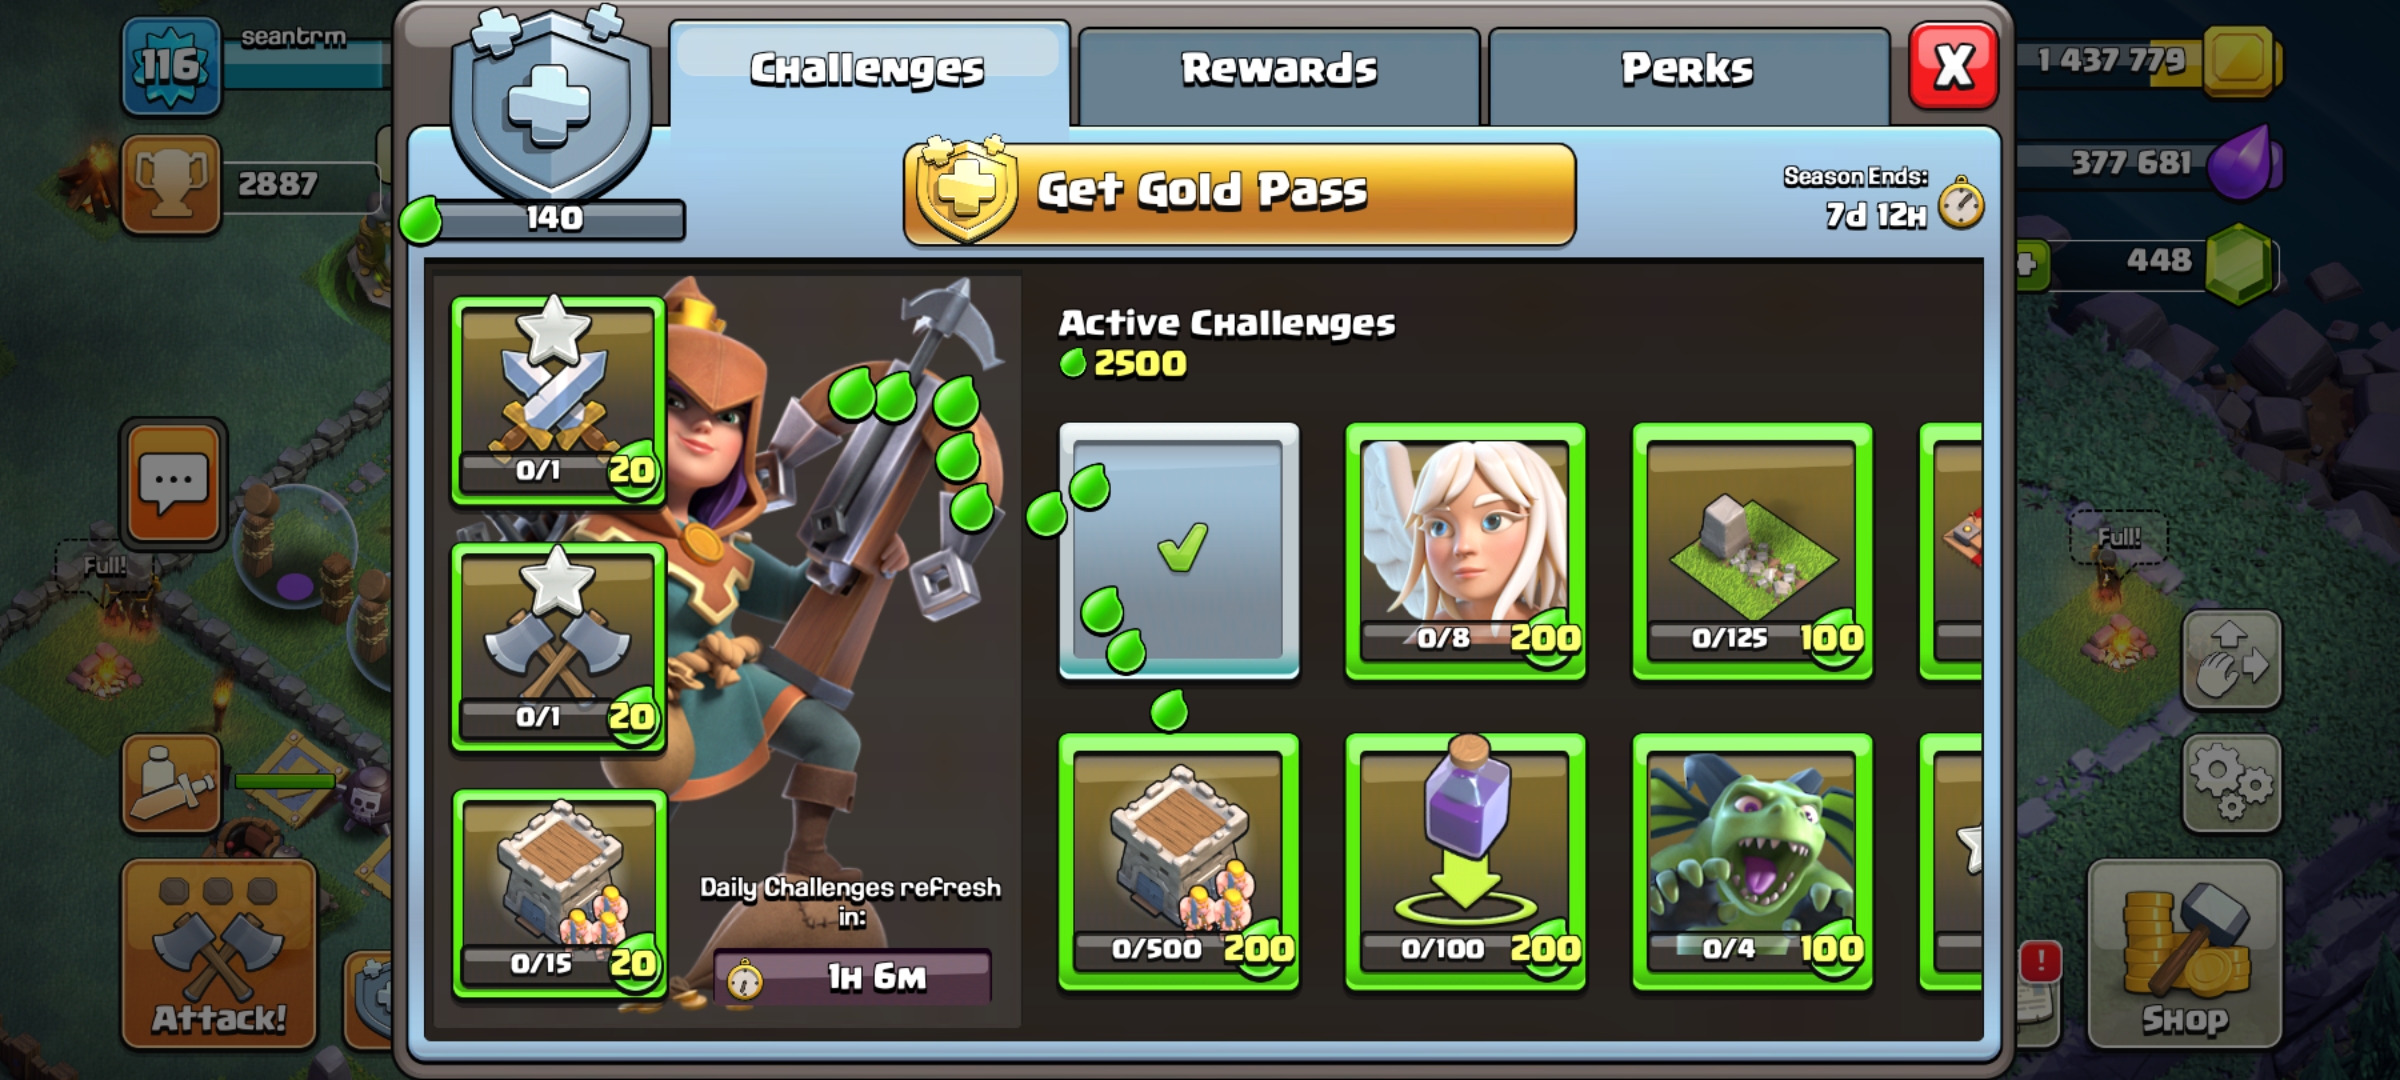 116
seantrm
2887
140
Challenges
Rewards
Perks
X
Get Gold Pass
Season Ends:
7d 12H
1 437 779
377 681
448
0/1
20
0/1
20
0/15
20
Daily Challenges refresh
in:
1H 6M
Active Challenges
2500
0/8
200
0/125
100
0/500
200
0/100
200
0/4
100
Full!
Full!
Attack!
!
Shop